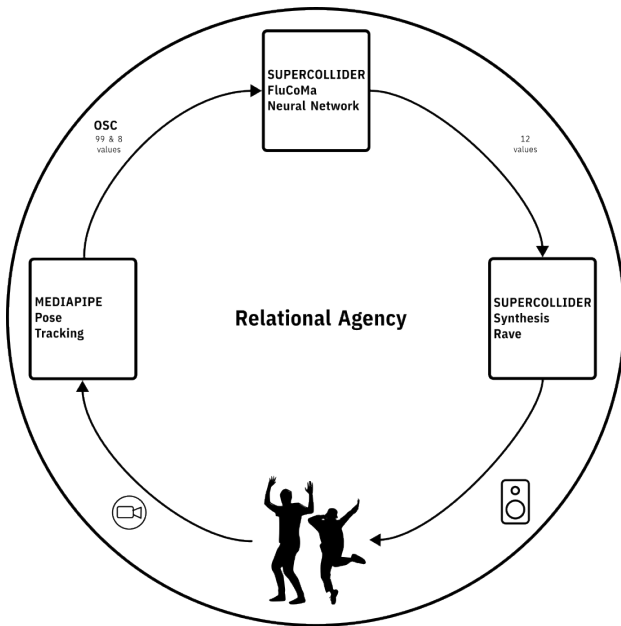 SUPERCOLLIDER
FluCoMa
Neural Network
OSC
99 & 8
values
12
values
MEDIAPIPE
Pose
Tracking
Relational Agency
SUPERCOLLIDER
Synthesis
Rave